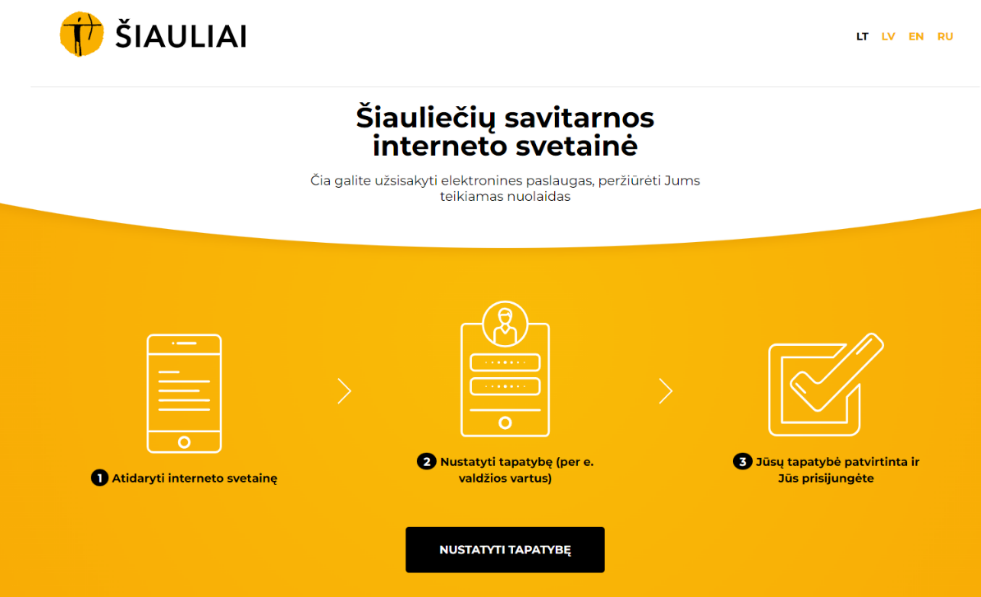 ŠIAULIAI
LT LV EN RU
Šiauliečių savitarnos
interneto svetainė
Čia galite užsisakyti elektronines paslaugas, peržiūrėti Jums
teikiamas nuolaidas
1 Atidaryti interneto svetainę
2 Nustatyti tapatybę (per e.
valdžios vartus)
3 Jūsų tapatybė patvirtinta ir
Jūs prisijungėte
NUSTATYTI TAPATYBĘ